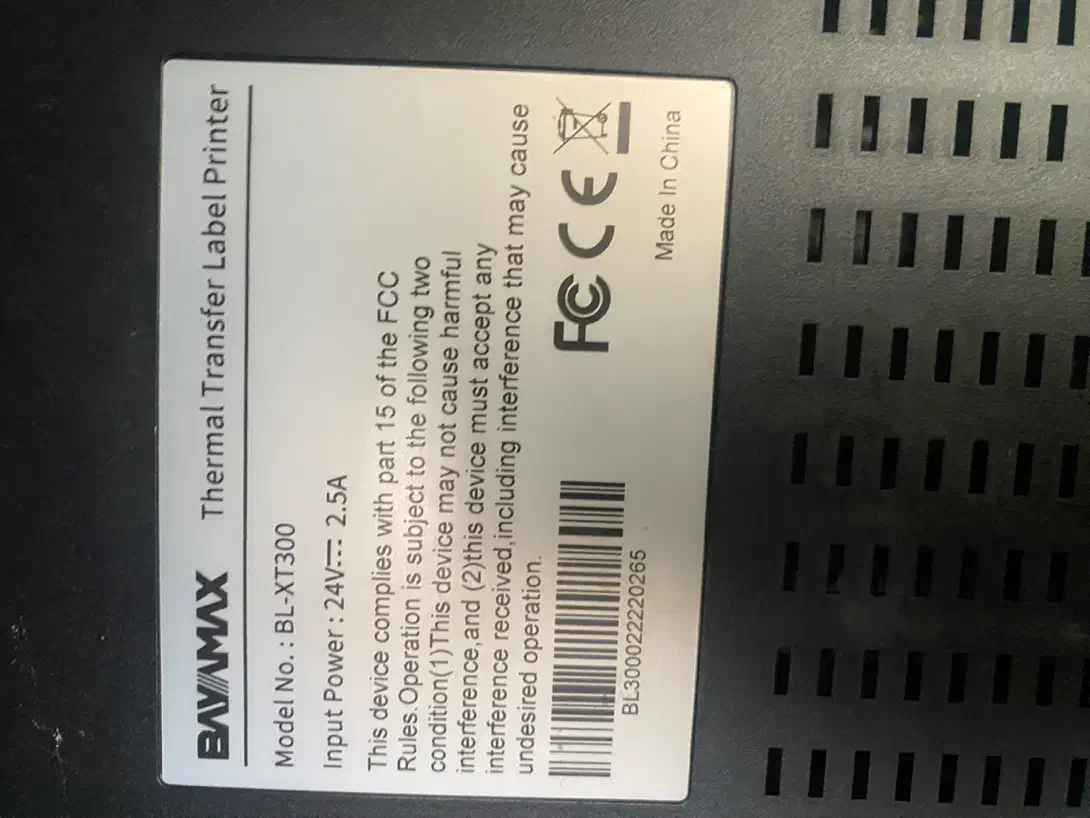 BAYAMAX Thermal Transfer Label Printer
Model No. : BL-XT300
Input Power : 24V⎓ 2.5A
This device complies with part 15 of the FCC
Rules.Operation is subject to the following two
condition(1)This device may not cause harmful
interference,and (2)this device must accept any
interference received,including interference that may cause
undesired operation.
FC CE
BL3000222220265
Made In China